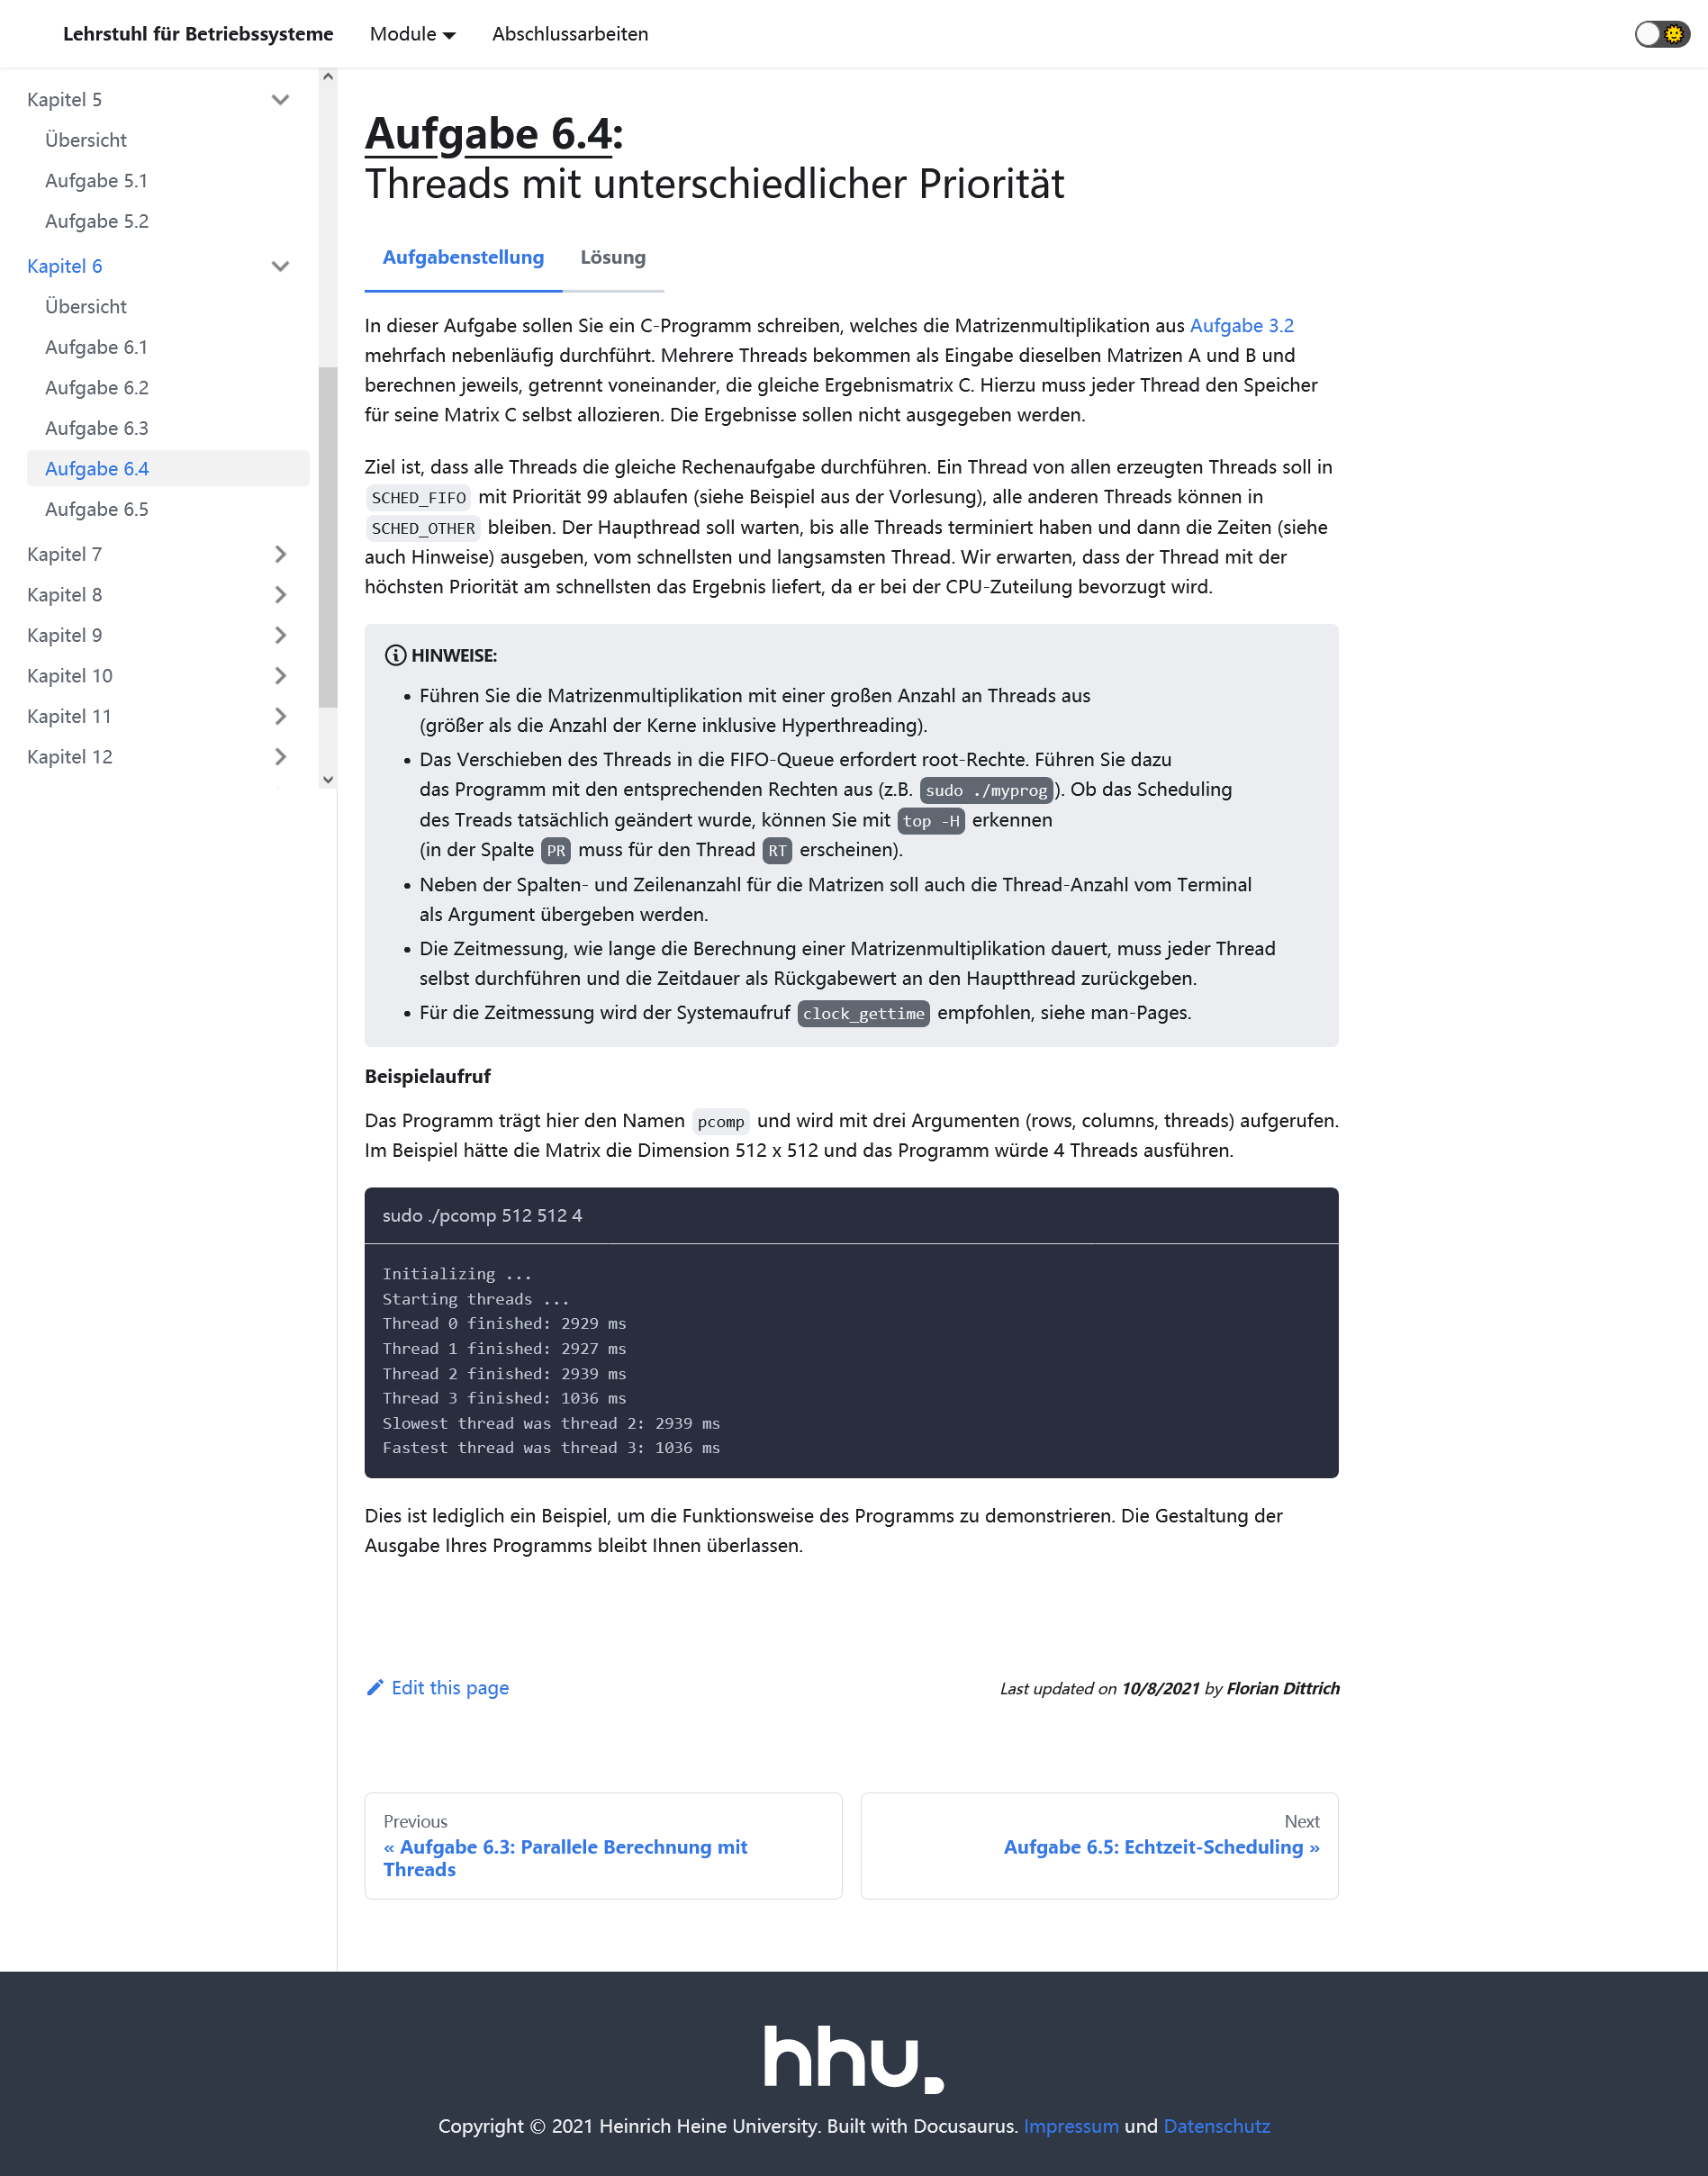 Lehrstuhl für Betriebssysteme Module Abschlussarbeiten
Kapitel 5
Übersicht
Aufgabe 5.1
Aufgabe 5.2
Kapitel 6
Übersicht
Aufgabe 6.1
Aufgabe 6.2
Aufgabe 6.3
Aufgabe 6.4
Aufgabe 6.5
Kapitel 7
Kapitel 8
Kapitel 9
Kapitel 10
Kapitel 11
Kapitel 12
Aufgabe 6.4:
Threads mit unterschiedlicher Priorität
Aufgabenstellung Lösung
In dieser Aufgabe sollen Sie ein C-Programm schreiben, welches die Matrizenmultiplikation aus Aufgabe 3.2
mehrfach nebenläufig durchführt. Mehrere Threads bekommen als Eingabe dieselben Matrizen A und B und
berechnen jeweils, getrennt voneinander, die gleiche Ergebnismatrix C. Hierzu muss jeder Thread den Speicher
für seine Matrix C selbst allozieren. Die Ergebnisse sollen nicht ausgegeben werden.
Ziel ist, dass alle Threads die gleiche Rechenaufgabe durchführen. Ein Thread von allen erzeugten Threads soll in
SCHED_FIFO mit Priorität 99 ablaufen (siehe Beispiel aus der Vorlesung), alle anderen Threads können in
SCHED_OTHER bleiben. Der Haupthread soll warten, bis alle Threads terminiert haben und dann die Zeiten (siehe
auch Hinweise) ausgeben, vom schnellsten und langsamsten Thread. Wir erwarten, dass der Thread mit der
höchsten Priorität am schnellsten das Ergebnis liefert, da er bei der CPU-Zuteilung bevorzugt wird.
HINWEISE:
• Führen Sie die Matrizenmultiplikation mit einer großen Anzahl an Threads aus
(größer als die Anzahl der Kerne inklusive Hyperthreading).
• Das Verschieben des Threads in die FIFO-Queue erfordert root-Rechte. Führen Sie dazu
das Programm mit den entsprechenden Rechten aus (z.B. sudo ./myprog). Ob das Scheduling
des Treads tatsächlich geändert wurde, können Sie mit top -H erkennen
(in der Spalte PR muss für den Thread RT erscheinen).
• Neben der Spalten- und Zeilenanzahl für die Matrizen soll auch die Thread-Anzahl vom Terminal
als Argument übergeben werden.
• Die Zeitmessung, wie lange die Berechnung einer Matrizenmultiplikation dauert, muss jeder Thread
selbst durchführen und die Zeitdauer als Rückgabewert an den Hauptthread zurückgeben.
• Für die Zeitmessung wird der Systemaufruf clock_gettime empfohlen, siehe man-Pages.
Beispielaufruf
Das Programm trägt hier den Namen pcomp und wird mit drei Argumenten (rows, columns, threads) aufgerufen.
Im Beispiel hätte die Matrix die Dimension 512 x 512 und das Programm würde 4 Threads ausführen.
sudo ./pcomp 512 512 4
Initializing ...
Starting threads ...
Thread 0 finished: 2929 ms
Thread 1 finished: 2927 ms
Thread 2 finished: 2939 ms
Thread 3 finished: 1036 ms
Slowest thread was thread 2: 2939 ms
Fastest thread was thread 3: 1036 ms
Dies ist lediglich ein Beispiel, um die Funktionsweise des Programms zu demonstrieren. Die Gestaltung der
Ausgabe Ihres Programms bleibt Ihnen überlassen.
Edit this page Last updated on 10/8/2021 by Florian Dittrich
Previous
« Aufgabe 6.3: Parallele Berechnung mit
Threads
Next
Aufgabe 6.5: Echtzeit-Scheduling »
hhu.
Copyright © 2021 Heinrich Heine University. Built with Docusaurus. Impressum und Datenschutz